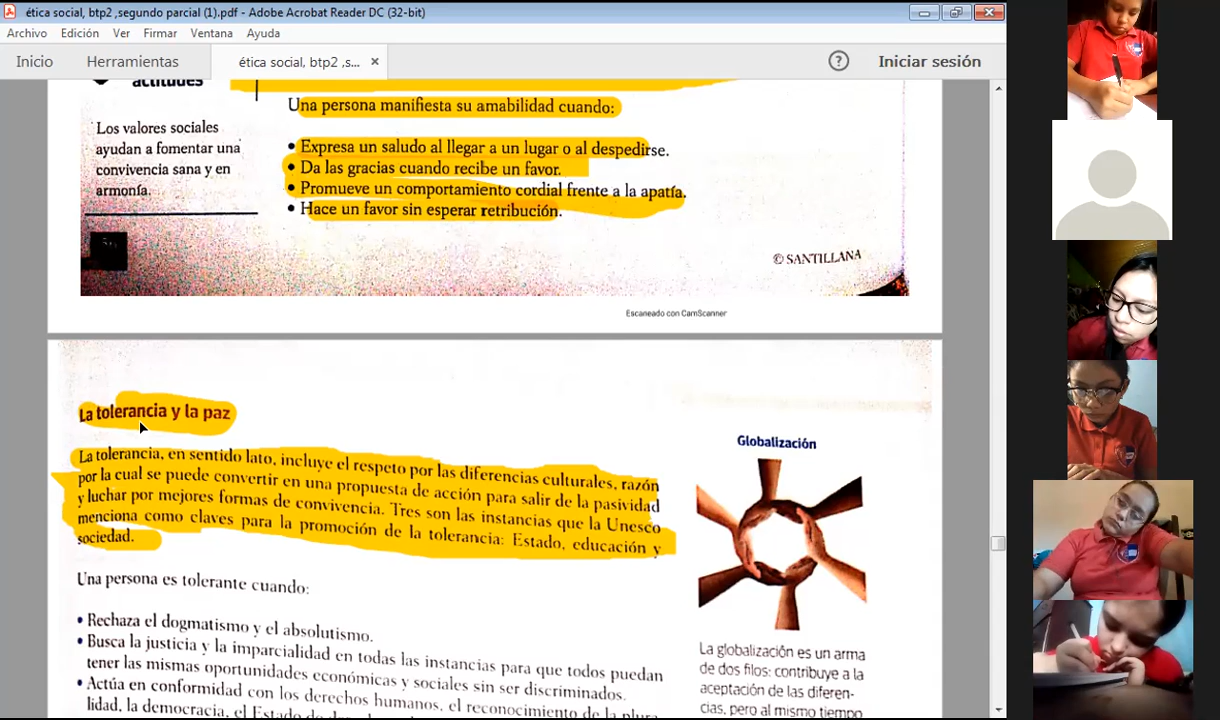 ética social, btp2 ,segundo parcial (1).pdf - Adobe Acrobat Reader DC (32-bit)
Archivo Edición Ver Firmar Ventana Ayuda
Inicio Herramientas ética social, btp2 ,s... × ? Iniciar sesión
actitudes
Los valores sociales
ayudan a fomentar una
convivencia sana y en
armonía.
Una persona manifiesta su amabilidad cuando:
• Expresa un saludo al llegar a un lugar o al despedirse.
• Da las gracias cuando recibe un favor.
• Promueve un comportamiento cordial frente a la apatía.
• Hace un favor sin esperar retribución.
© SANTILLANA
Escaneado con CamScanner
La tolerancia y la paz
La tolerancia, en sentido lato, incluye el respeto por las diferencias culturales, razón
por la cual se puede convertir en una propuesta de acción para salir de la pasividad
y luchar por mejores formas de convivencia. Tres son las instancias que la Unesco
menciona como claves para la promoción de la tolerancia: Estado, educación y
sociedad.
Una persona es tolerante cuando:
• Rechaza el dogmatismo y el absolutismo.
• Busca la justicia y la imparcialidad en todas las instancias para que todos puedan
tener las mismas oportunidades económicas y sociales sin ser discriminados.
• Actúa en conformidad con los derechos humanos, el reconocimiento de la plura-
lidad, la democracia, el Estado de
Globalización
La globalización es un arma
de dos filos: contribuye a la
aceptación de las diferen-
cias, pero al mismo tiempo